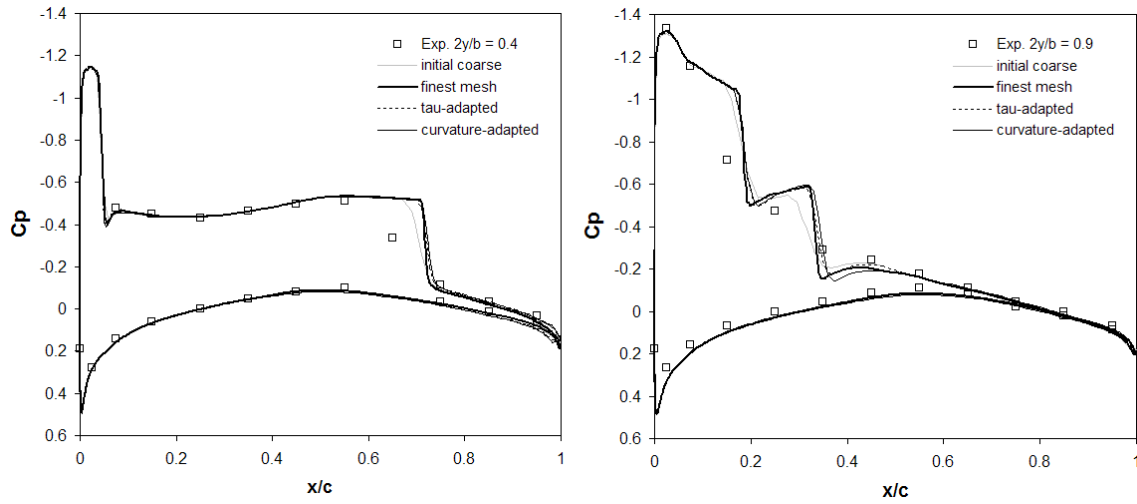 -1.4
-1.2
-1
-0.8
-0.6
-0.4
-0.2
0
0.2
0.4
0.6
Cp
0
0.2
0.4
0.6
0.8
1
x/c
Exp. 2y/b = 0.4
initial coarse
finest mesh
tau-adapted
curvature-adapted
-1.4
-1.2
-1
-0.8
-0.6
-0.4
-0.2
0
0.2
0.4
0.6
Cp
0
0.2
0.4
0.6
0.8
1
x/c
Exp. 2y/b = 0.9
initial coarse
finest mesh
tau-adapted
curvature-adapted